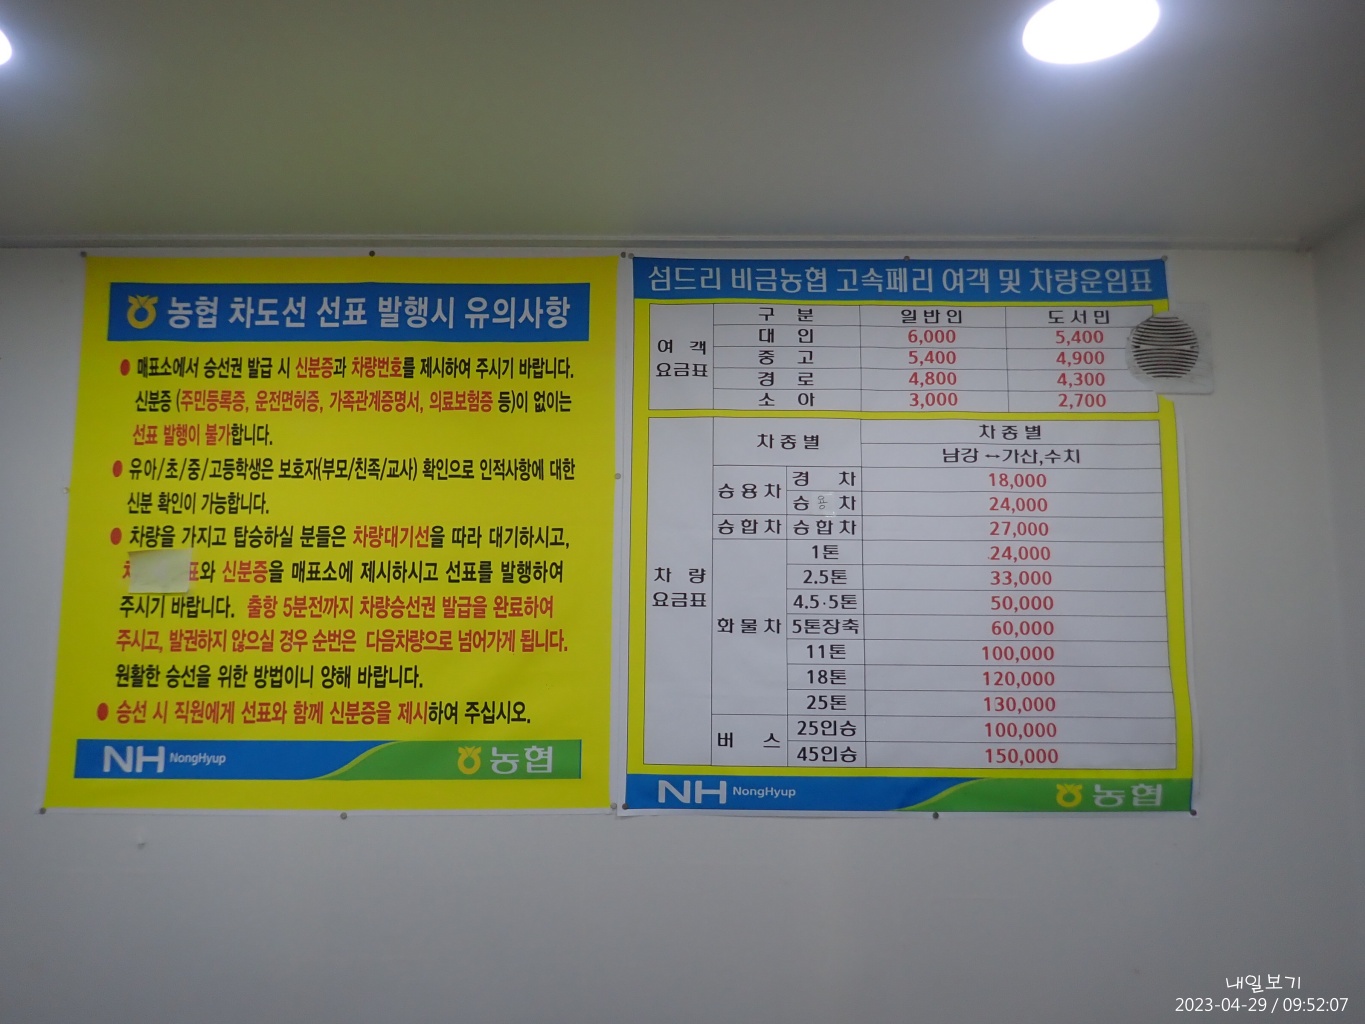 농협 차도선 선표 발행시 유의사항
● 매표소에서 승선권 발급 시 신분증과 차량번호를 제시하여 주시기 바랍니다.
신분증 (주민등록증, 운전면허증, 가족관계증명서, 의료보험증 등)이 없이는
선표 발행이 불가합니다.
● 유아/초/중/고등학생은 보호자(부모/친족/교사) 확인으로 인적사항에 대한
신분 확인이 가능합니다.
● 차량을 가지고 탑승하실 분들은 차량대기선을 따라 대기하시고,
표와 신분증을 매표소에 제시하시고 선표를 발행하여
주시기 바랍니다. 출항 5분전까지 차량승선권 발급을 완료하여
주시고, 발권하지 않으실 경우 순번은 다음차량으로 넘어가게 됩니다.
원활한 승선을 위한 방법이니 양해 바랍니다.
● 승선 시 직원에게 선표와 함께 신분증을 제시하여 주십시오.
NH NongHyup 농협
섬드리 비금농협 고속페리 여객 및 차량운임표
여객 요금표
구 분 일반인 도서민
대 인 6,000 5,400
중 고 5,400 4,900
경 로 4,800 4,300
소 아 3,000 2,700
차량 요금표
차종별 차종별
남강↔가산,수치
승용차 경 차 18,000
승용차 24,000
승합차 승합차 27,000
화물차 1톤 24,000
2.5톤 33,000
4.5·5톤 50,000
5톤장축 60,000
11톤 100,000
18톤 120,000
25톤 130,000
버 스 25인승 100,000
45인승 150,000
NH NongHyup 농협
내일보기
2023-04-29 / 09:52:07